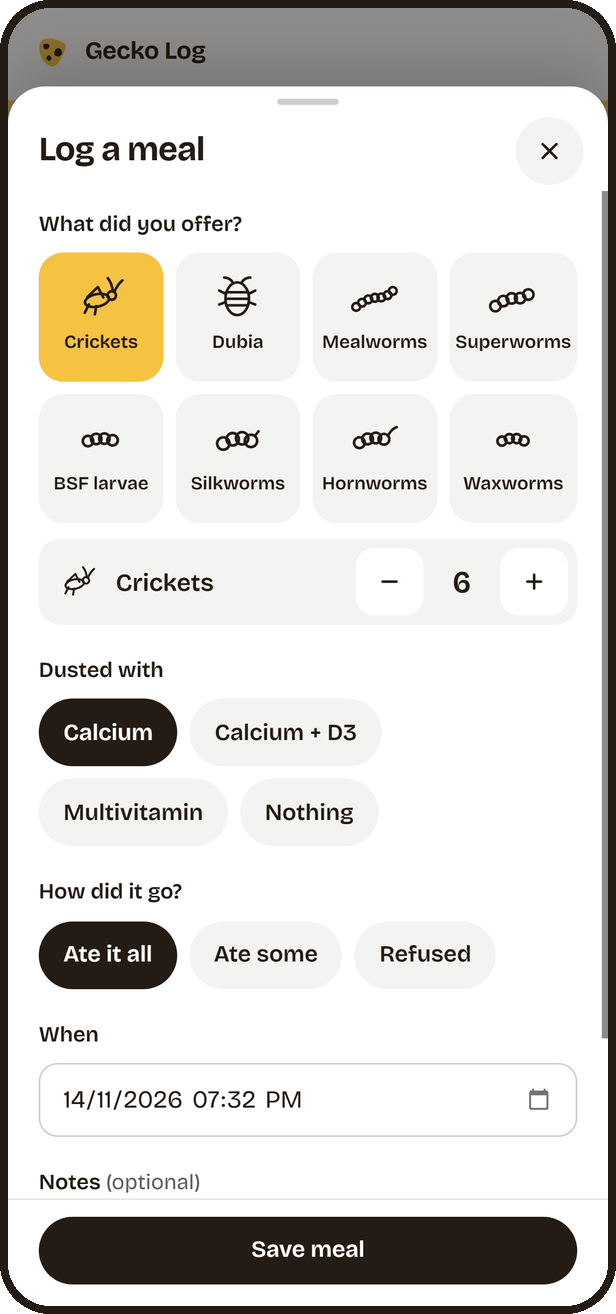 Gecko Log
Log a meal
What did you offer?
Crickets
Dubia
Mealworms
Superworms
BSF larvae
Silkworms
Hornworms
Waxworms
Crickets
6
Dusted with
Calcium
Calcium + D3
Multivitamin
Nothing
How did it go?
Ate it all
Ate some
Refused
When
14/11/2026 07:32 PM
Notes (optional)
Save meal